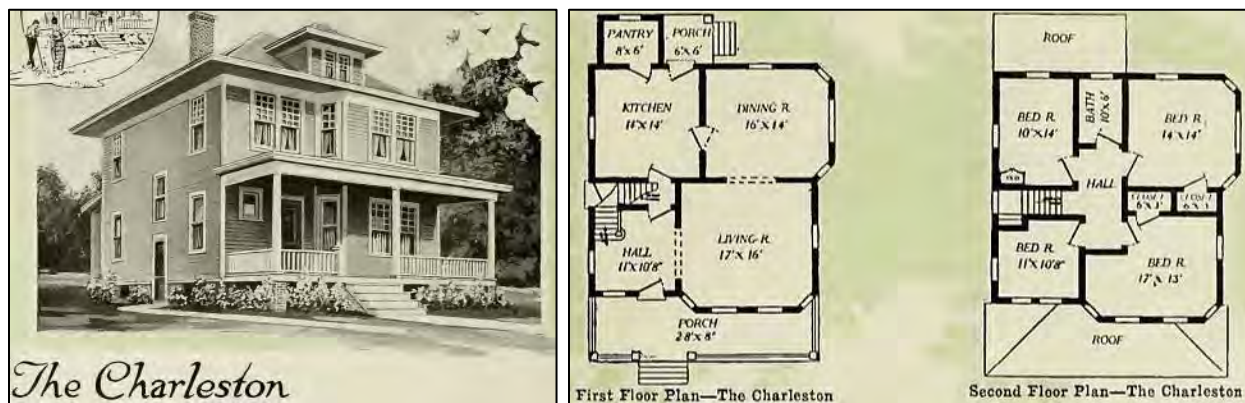 The Charleston
PANTRY
8'X 6'
PORCH
6'X 6'
KITCHEN
14'X 14'
DINING R.
16'X 14'
HALL
11'X 10'8"
LIVING-R.
17'X 16'
PORCH
28'X 8'
First Floor Plan—The Charleston
ROOF
BED R.
10'X 14'
BATH
10'X 6'
BED R.
14'X 14'
HALL
CLOSET
CLOSET
BED R.
11'X 10'8"
BED R.
17'X 13'
ROOF
Second Floor Plan—The Charleston